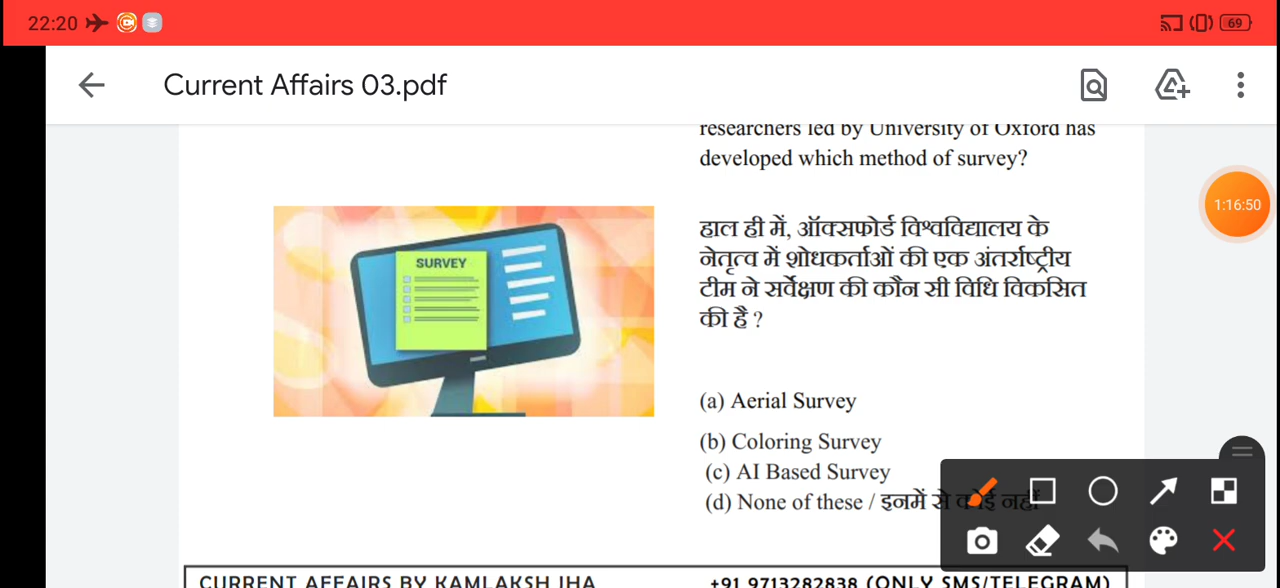 22:20
69
Current Affairs 03.pdf
researchers led by University of Oxford has
developed which method of survey?
1:16:50
हाल ही में, ऑक्सफोर्ड विश्वविद्यालय के
नेतृत्व में शोधकर्ताओं की एक अंतर्राष्ट्रीय
टीम ने सर्वेक्षण की कौन सी विधि विकसित
की है ?
SURVEY
(a) Aerial Survey
(b) Coloring Survey
(c) AI Based Survey
(d) None of these / इनमें से कोई नहीं
CURRENT AFFAIRS BY KAMLAKSH JHA
+91 9713282838 (ONLY SMS/TELEGRAM)